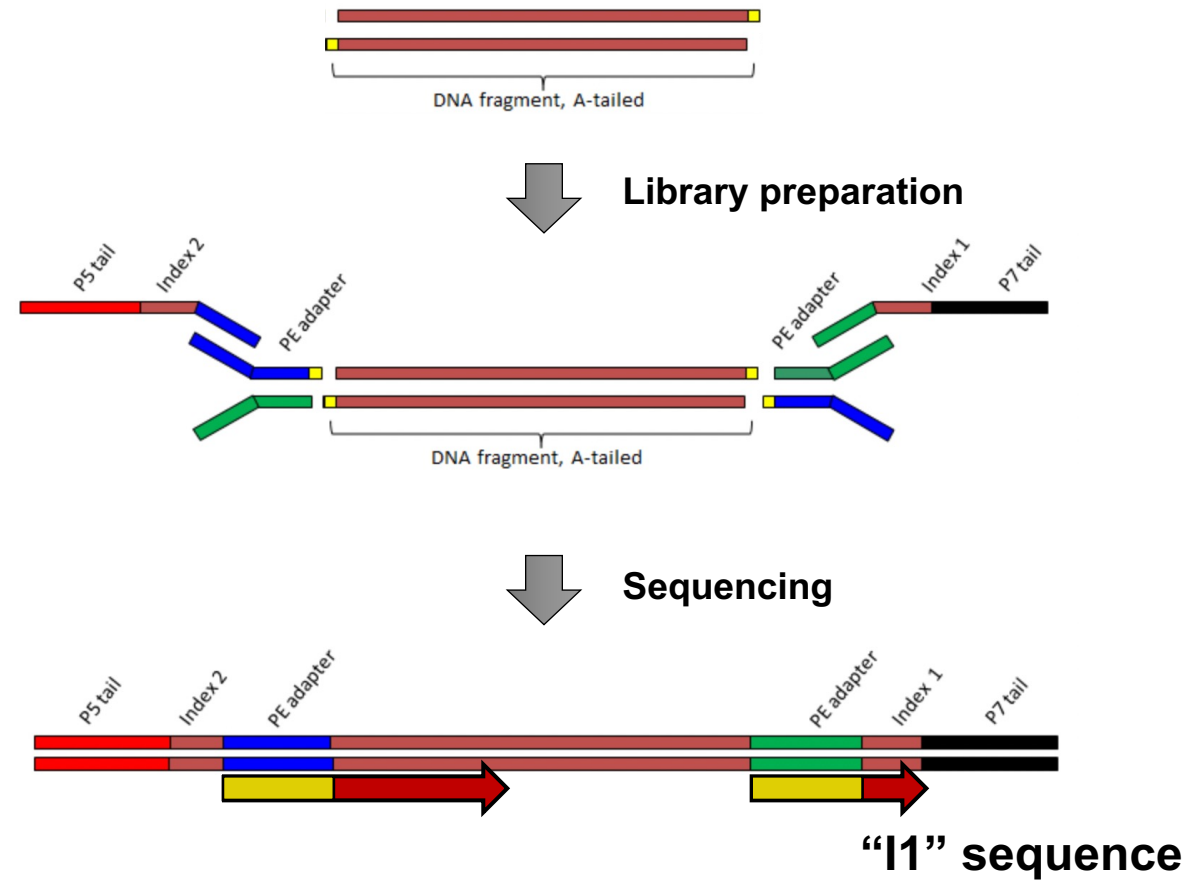 DNA fragment, A-tailed
Library preparation
P5 tail
Index 2
PE adapter
PE adapter
Index 1
P7 tail
DNA fragment, A-tailed
Sequencing
P5 tail
Index 2
PE adapter
PE adapter
Index 1
P7 tail
“I1” sequence